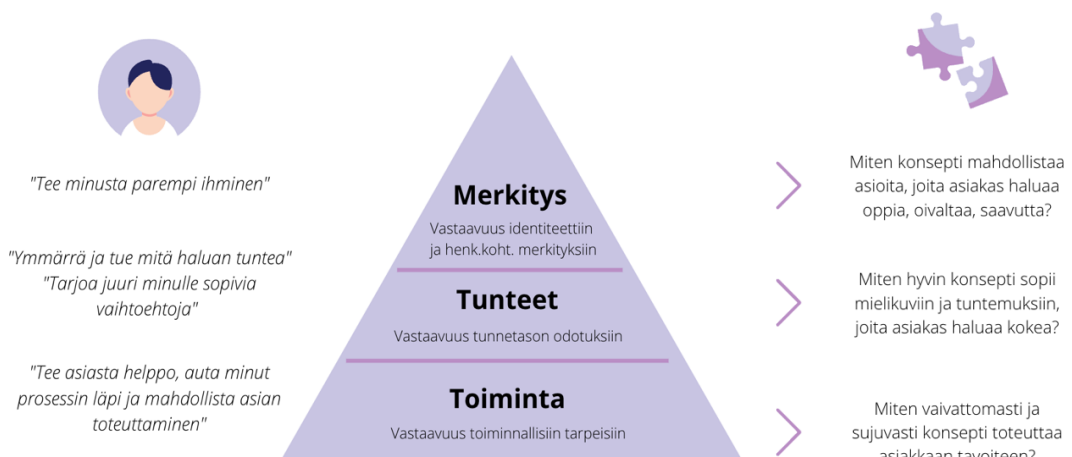 "Tee minusta parempi ihminen"
"Ymmärrä ja tue mitä haluan tuntea"
"Tarjoa juuri minulle sopivia
vaihtoehtoja"
"Tee asiasta helppo, auta minut
prosessin läpi ja mahdollista asian
toteuttaminen"
Merkitys
Vastaavuus identiteettiin
ja henk.koht. merkityksiin
Tunteet
Vastaavuus tunnetason odotuksiin
Toiminta
Vastaavuus toiminnallisiin tarpeisiin
Miten konsepti mahdollistaa
asioita, joita asiakas haluaa
oppia, oivaltaa, saavutta?
Miten hyvin konsepti sopii
mielikuviin ja tuntemuksiin,
joita asiakas haluaa kokea?
Miten vaivattomasti ja
sujuvasti konsepti toteuttaa
asiakkaan tavoiteen?